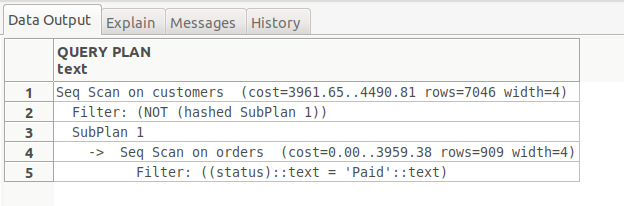 Data Output Explain Messages History
QUERY PLAN
text
1 Seq Scan on customers  (cost=3961.65..4490.81 rows=7046 width=4)
2   Filter: (NOT (hashed SubPlan 1))
3   SubPlan 1
4     ->  Seq Scan on orders  (cost=0.00..3959.38 rows=909 width=4)
5           Filter: ((status)::text = 'Paid'::text)